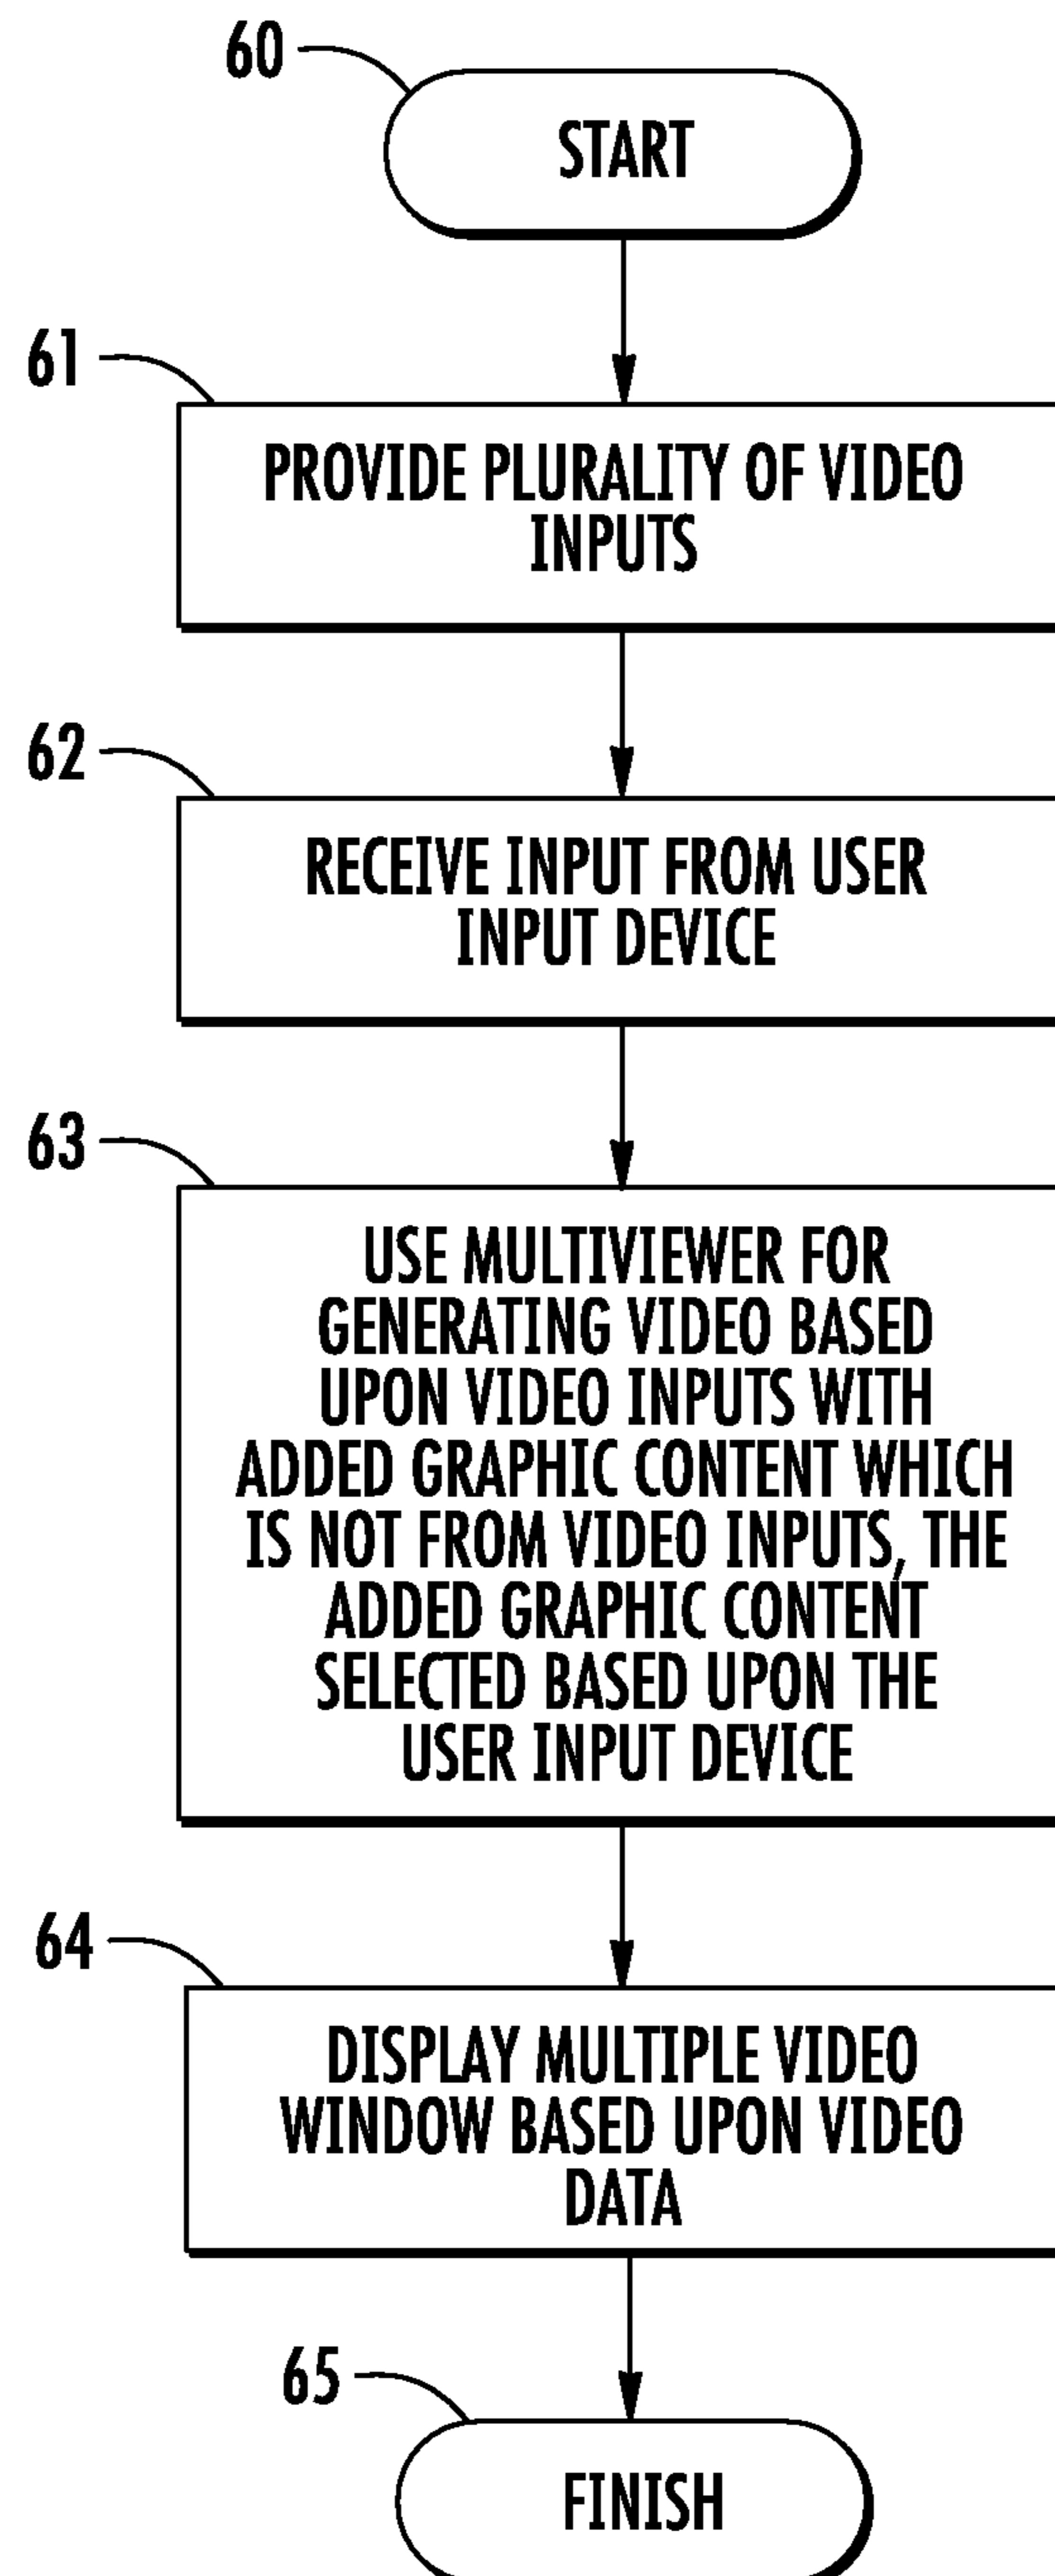 60
START
61
PROVIDE PLURALITY OF VIDEO
INPUTS
62
RECEIVE INPUT FROM USER
INPUT DEVICE
63
USE MULTIVIEWER FOR
GENERATING VIDEO BASED
UPON VIDEO INPUTS WITH
ADDED GRAPHIC CONTENT WHICH
IS NOT FROM VIDEO INPUTS, THE
ADDED GRAPHIC CONTENT
SELECTED BASED UPON THE
USER INPUT DEVICE
64
DISPLAY MULTIPLE VIDEO
WINDOW BASED UPON VIDEO
DATA
65
FINISH